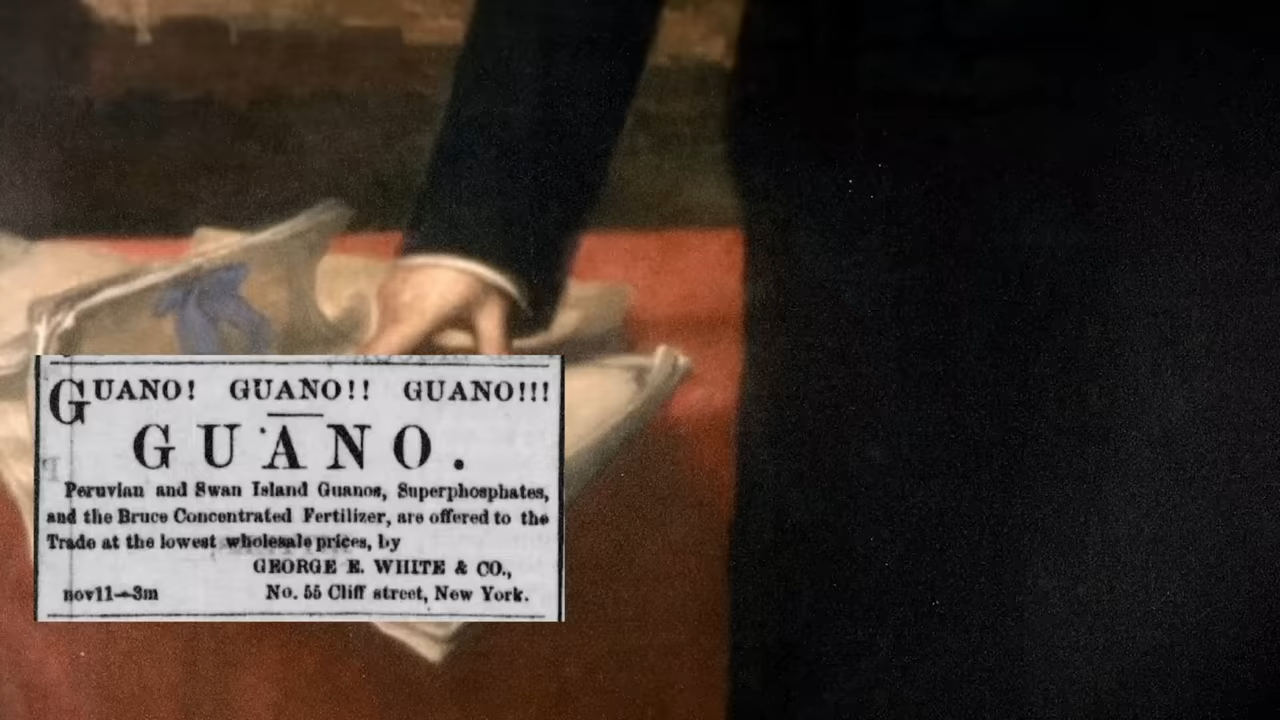 GUANO! GUANO!! GUANO!!!
GUANO.
Peruvian and Swan Island Guanos, Superphosphates,
and the Bruce Concentrated Fertilizer, are offered to the
Trade at the lowest wholesale prices, by
GEORGE E. WHITE & CO.,
nov11—3m No. 55 Cliff street, New York.